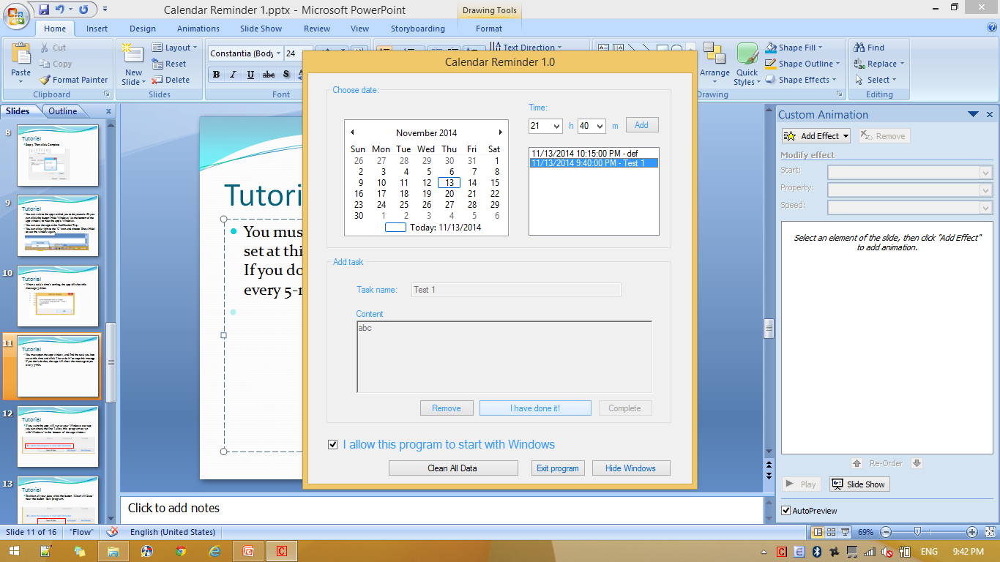 Calendar Reminder 1.pptx - Microsoft PowerPoint
Drawing Tools
Home Insert Design Animations Slide Show Review View Storyboarding Format
Paste
Cut
Copy
Format Painter
Clipboard
New Slide
Layout
Reset
Delete
Slides
Constantia (Body 24
B I U abc S
Font
Text Direction
Arrange
Quick Styles
Shape Fill
Shape Outline
Shape Effects
Drawing
Find
Replace
Select
Editing
Slides Outline
8
Tutorial
9
Tutorial
10
Tutorial
11
Tutorial
12
Tutorial
13
Tutorial
Tutori
You mus
set at thi
If you do
every 5-r
Calendar Reminder 1.0
Choose date:
November 2014
Sun Mon Tue Wed Thu Fri Sat
26 27 28 29 30 31 1
2 3 4 5 6 7 8
9 10 11 12 13 14 15
16 17 18 19 20 21 22
23 24 25 26 27 28 29
30 1 2 3 4 5 6
Today: 11/13/2014
Time:
21 h 40 m Add
11/13/2014 10:15:00 PM - def
11/13/2014 9:40:00 PM - Test 1
Add task
Task name: Test 1
Content
abc
Remove I have done it! Complete
I allow this program to start with Windows
Clean All Data Exit program Hide Windows
Custom Animation
Add Effect Remove
Modify effect
Start:
Property:
Speed:
Select an element of the slide, then click "Add Effect"
to add animation.
Re-Order
Play Slide Show
AutoPreview
Click to add notes
Slide 11 of 16 "Flow" English (United States) 69%
ENG 9:42 PM